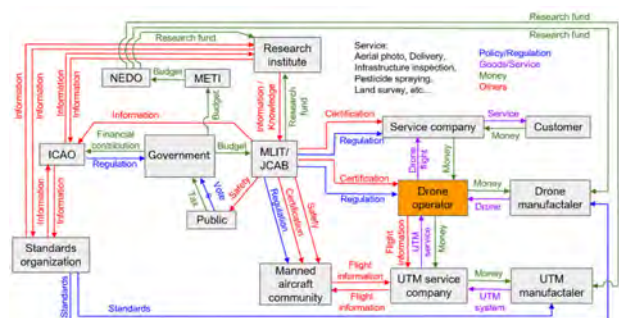 Research fund
Research fund
Research fund
Research
institute
Service:
Aerial photo, Delivery,
Infrastructure inspection,
Pesticide spraying,
Land survey, etc...
Policy/Regulation
Goods/Service
Money
Others
NEDO
Budget
METI
Information
Information
Information
Information
Information /
Knowledge
Research
fund
Budget
Information
Certification
Regulation
Service company
Service
Money
Customer
ICAO
Financial
contribution
Regulation
Government
Budget
MLIT/
JCAB
Drone
flight
Money
Certification
Regulation
Drone
operator
Money
Drone
Drone
manufactaler
Tax
Vote
Safety
Public
Information
Information
Regulation
Certification
Safety
Flight
information
UTM
service
Money
Standards
organization
Manned
aircraft
community
Flight
information
Flight
information
UTM service
company
Money
UTM
system
UTM
manufactaler
Standards
Standards